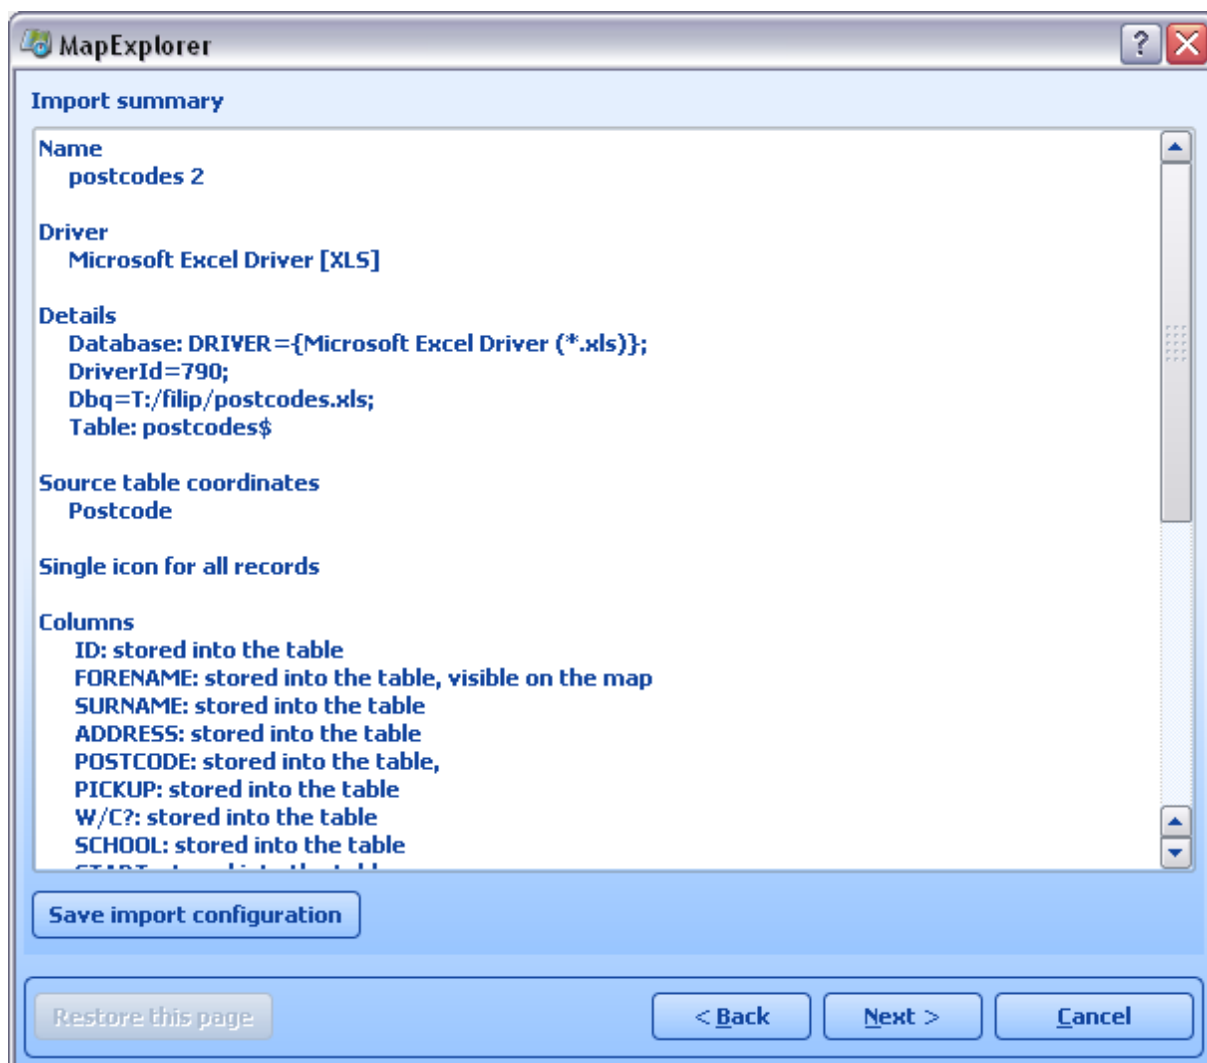 MapExplorer
Import summary
Name
postcodes 2
Driver
Microsoft Excel Driver [XLS]
Details
Database: DRIVER={Microsoft Excel Driver (*.xls)};
DriverId=790;
Dbq=T:/filip/postcodes.xls;
Table: postcodes$
Source table coordinates
Postcode
Single icon for all records
Columns
ID: stored into the table
FORENAME: stored into the table, visible on the map
SURNAME: stored into the table
ADDRESS: stored into the table
POSTCODE: stored into the table,
PICKUP: stored into the table
W/C?: stored into the table
SCHOOL: stored into the table
Save import configuration
Restore this page
< Back
Next >
Cancel